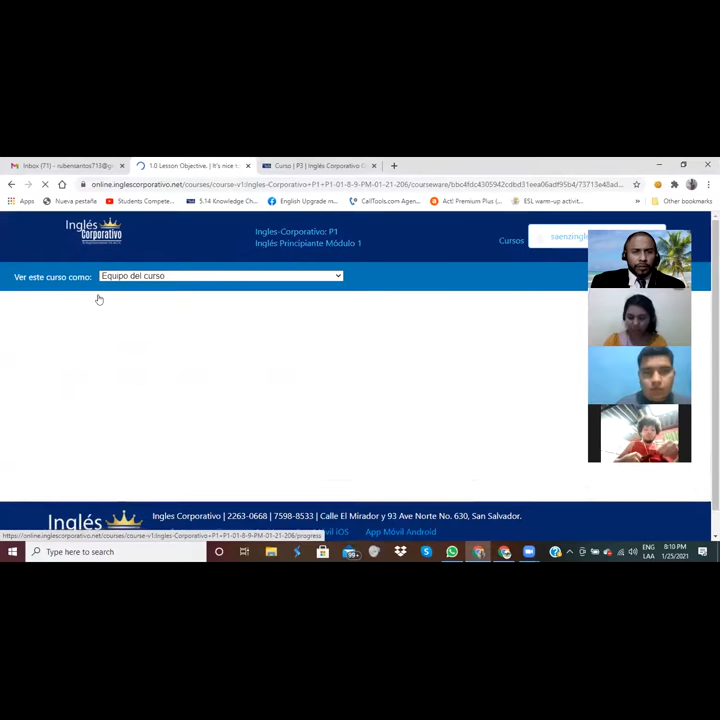 Inbox (71) - rubensantos713@g
1.0 Lesson Objective. | It's nice t
Curso | P3 | Inglés Corporativo O
online.inglescorporativo.net/courses/course-v1:Ingles-Corporativo+P1+P1-01-8-9-PM-01-21-206/courseware/bbc4fdc4305942cdbd31eea06adf95b4/73713e48ad...
Apps
Nueva pestaña
Students Compete...
5.14 Knowledge Ch...
English Upgrade m...
CallTools.com Agen...
Act! Premium Plus (...
ESL warm-up activit...
»
Other bookmarks
Inglés
Corporativo
Ingles-Corporativo: P1
Inglés Principiante Módulo 1
Cursos
saenzingle
Ver este curso como:
Equipo del curso
Inglés
Ingles Corporativo | 2263-0668 | 7598-8533 | Calle El Mirador y 93 Ave Norte No. 630, San Salvador.
óvil iOS
App Móvil Android
https://online.inglescorporativo.net/courses/course-v1:Ingles-Corporativo+P1+P1-01-8-9-PM-01-21-206/progress
Type here to search
99+
ENG
LAA
8:10 PM
1/25/2021